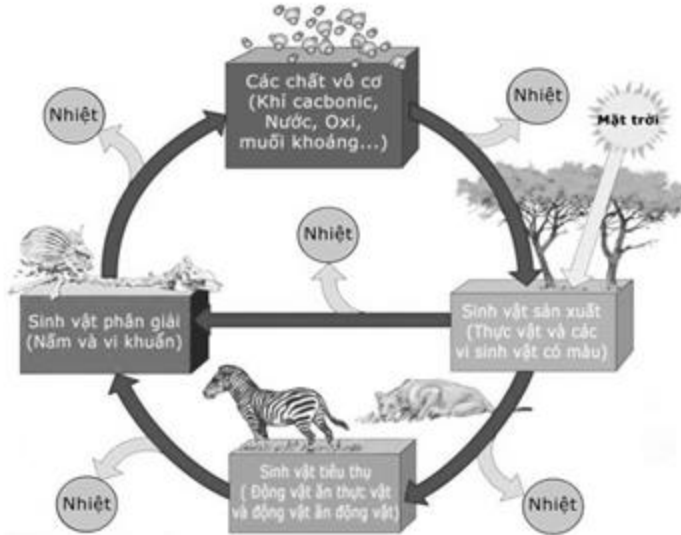 Các chất vô cơ
(Khí cacbonic,
Nước, Oxi,
muối khoáng...)
Nhiệt
Nhiệt
Mặt trời
Nhiệt
Sinh vật phân giải
(Nấm và vi khuẩn)
Sinh vật sản xuất
(Thực vật và các
vi sinh vật có màu)
Sinh vật tiêu thụ
( Động vật ăn thực vật
và động vật ăn động vật)
Nhiệt
Nhiệt